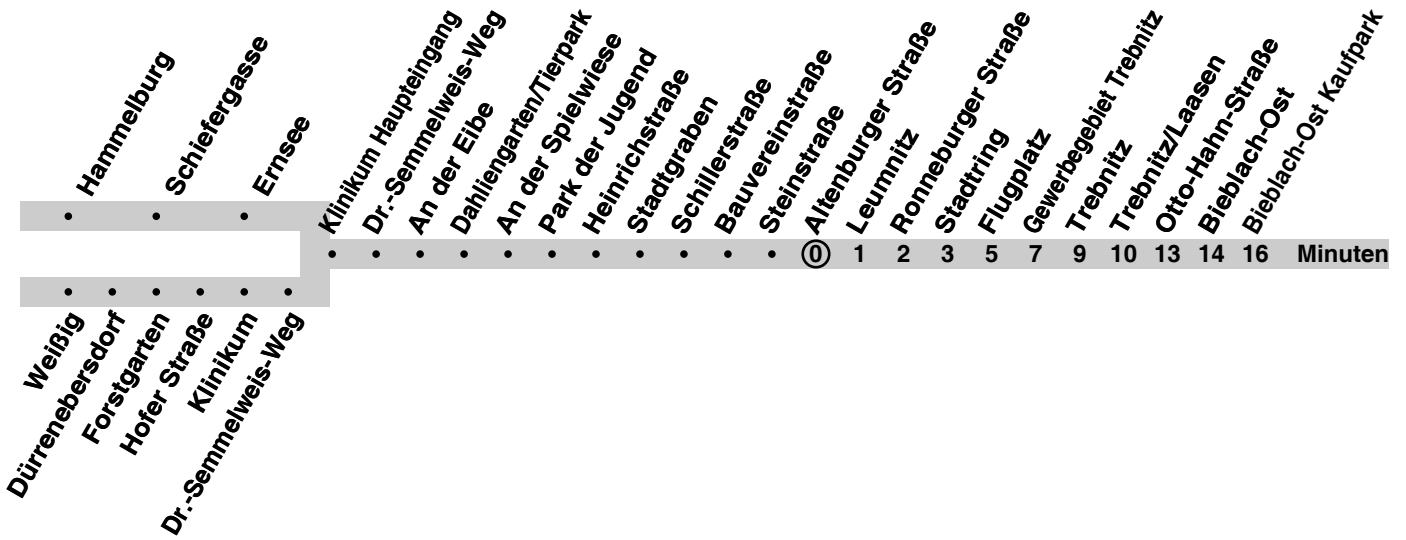 Hammelburg
Schiefergasse
Ernsee
Klinikum Haupteingang
Dr.-Semmelweis-Weg
An der Eibe
Dahliengarten/Tierpark
An der Spielwiese
Park der Jugend
Heinrichstraße
Stadtgraben
Schillerstraße
Bauvereinstraße
Steinstraße
Altenburger Straße
Leumnitz
Ronneburger Straße
Stadtring
Flugplatz
Gewerbegebiet Trebnitz
Trebnitz
Trebnitz/Laasen
Otto-Hahn-Straße
Bieblach-Ost
Bieblach-Ost Kaufpark
0 1 2 3 5 7 9 10 13 14 16 Minuten
Weißig
Dürrenebersdorf
Forstgarten
Hofer Straße
Klinikum
Dr.-Semmelweis-Weg